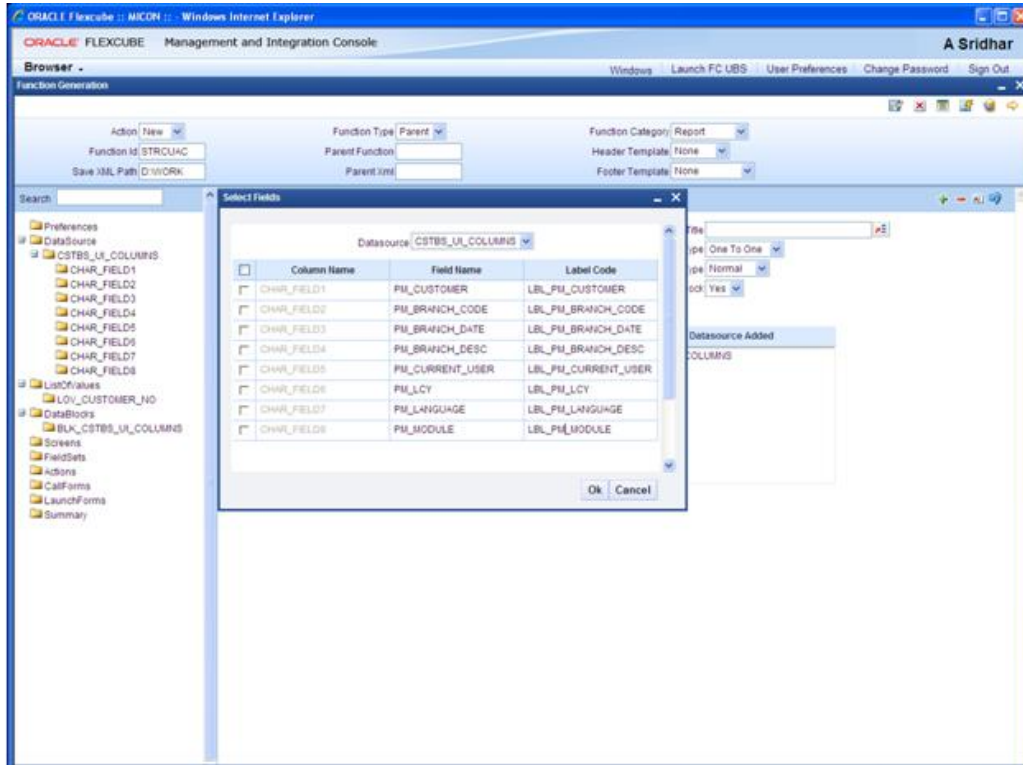 ORACLE Flexcube :: MICON :: - Windows Internet Explorer
ORACLE FLEXCUBE Management and Integration Console
A Sridhar
Browser
Windows Launch FC UBS User Preferences Change Password Sign Out
Function Generation
Action New Function Type Parent Function Category Report
Function Id STRCUAC Parent Function Header Template None
Save XML Path D:\WORK Parent Xml Footer Template None
Search
Preferences
DataSource
CSTBS_UI_COLUMNS
CHAR_FIELD1
CHAR_FIELD2
CHAR_FIELD3
CHAR_FIELD4
CHAR_FIELD5
CHAR_FIELD6
CHAR_FIELD7
CHAR_FIELD8
ListOfValues
LOV_CUSTOMER_NO
DataBlocks
BLK_CSTBS_UI_COLUMNS
Screens
FieldSets
Actions
CallForms
LaunchForms
Summary
Select Fields
Datasource CSTBS_UI_COLUMNS
Column Name Field Name Label Code
CHAR_FIELD1 PM_CUSTOMER LBL_PM_CUSTOMER
CHAR_FIELD2 PM_BRANCH_CODE LBL_PM_BRANCH_CODE
CHAR_FIELD3 PM_BRANCH_DATE LBL_PM_BRANCH_DATE
CHAR_FIELD4 PM_BRANCH_DESC LBL_PM_BRANCH_DESC
CHAR_FIELD5 PM_CURRENT_USER LBL_PM_CURRENT_USER
CHAR_FIELD6 PM_LCY LBL_PM_LCY
CHAR_FIELD7 PM_LANGUAGE LBL_PM_LANGUAGE
CHAR_FIELD8 PM_MODULE LBL_PM_MODULE
Ok Cancel
Title
ype One To One
ype Normal
ock Yes
Datasource Added
COLUMNS